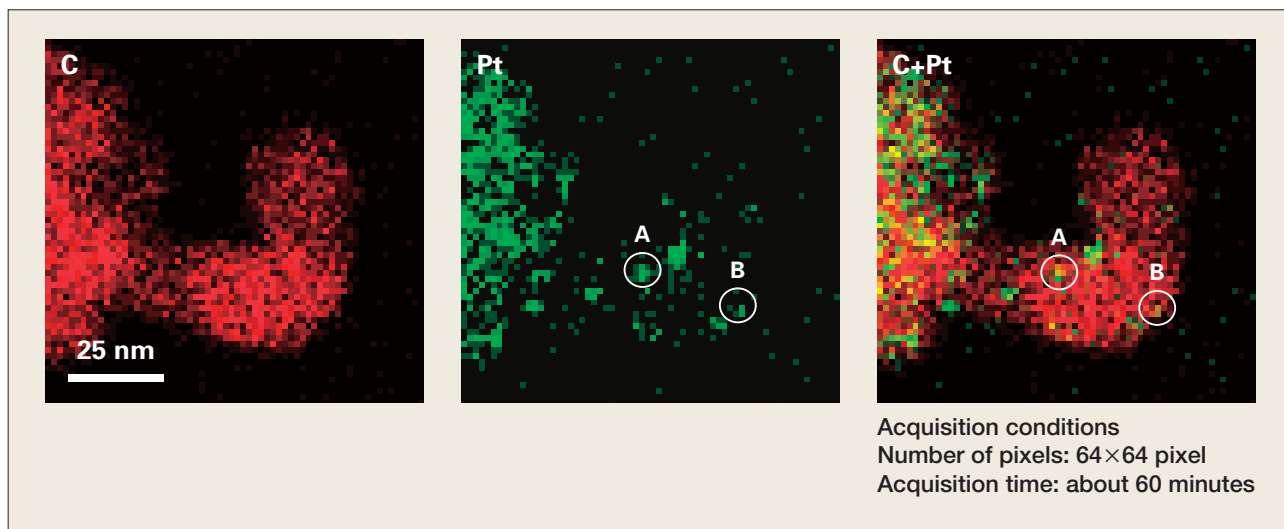 C
Pt
C+Pt
A
B
A
B
25 nm
Acquisition conditions
Number of pixels: 64×64 pixel
Acquisition time: about 60 minutes